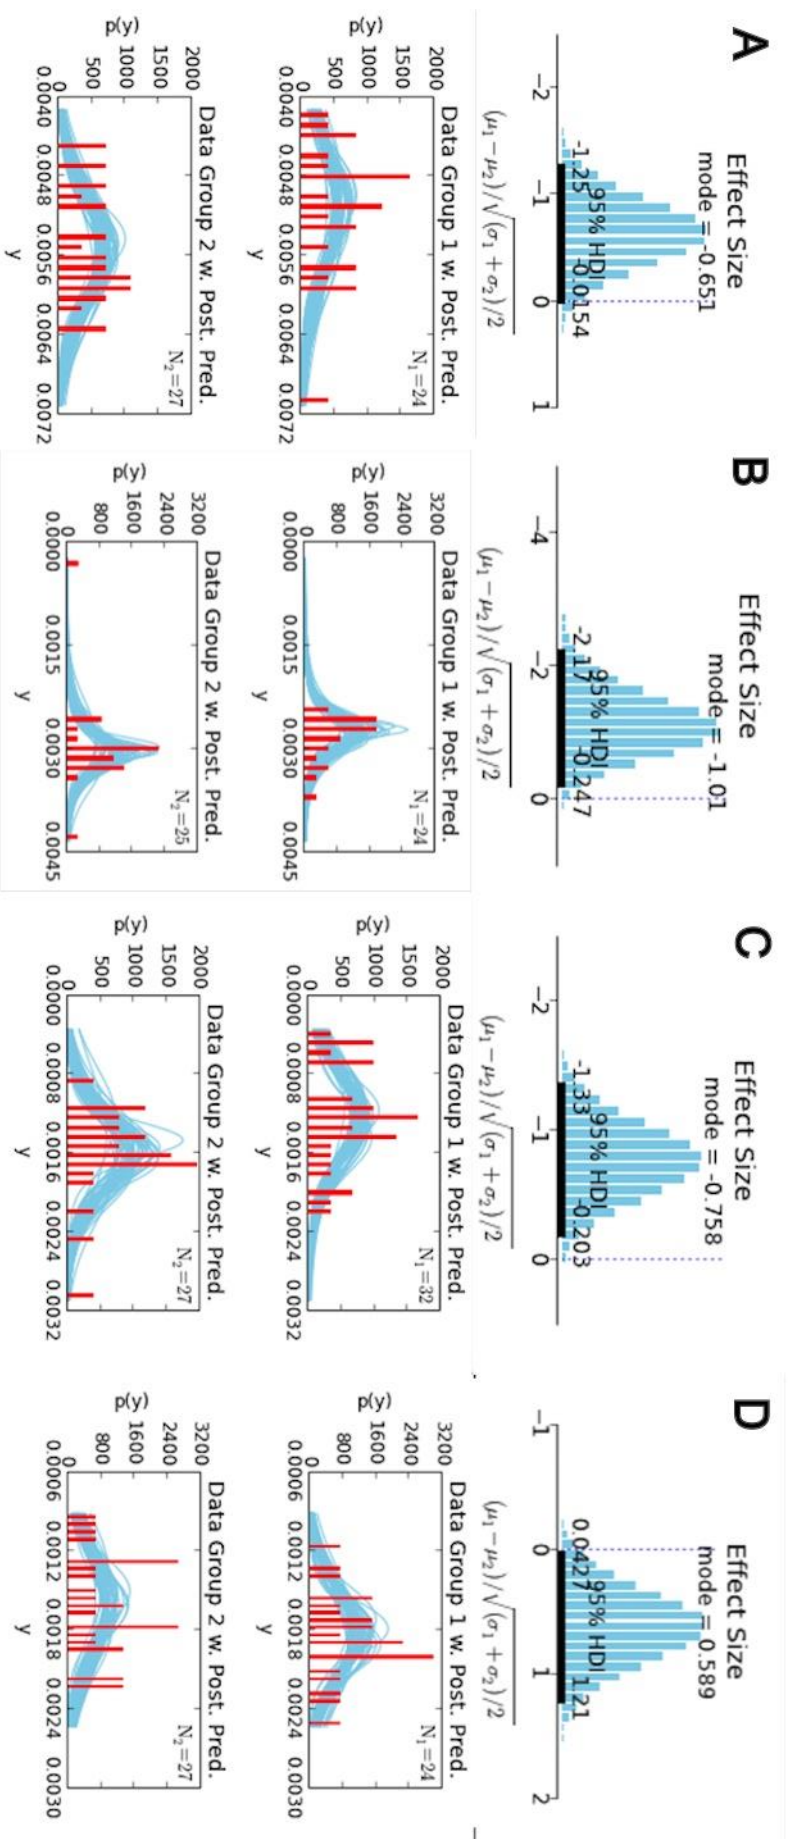 A
Effect Size
mode = -0.651
95% HDI
-1.25 -0.0154
−2 −1 0 1
(μ₁−μ₂)/√(σ₁+σ₂)/2
Data Group 1 w. Post. Pred.
2000
1500
1000
500
0
p(y)
N₁=24
0.0040 0.0048 0.0056 0.0064 0.0072
y
Data Group 2 w. Post. Pred.
2000
1500
1000
500
0
p(y)
N₂=27
0.0040 0.0048 0.0056 0.0064 0.0072
y
B
Effect Size
mode = -1.01
95% HDI
-2.17 -0.247
−4 −2 0
(μ₁−μ₂)/√(σ₁+σ₂)/2
Data Group 1 w. Post. Pred.
3200
2400
1600
800
0
p(y)
N₁=24
0.0000 0.0015 0.0030 0.0045
y
Data Group 2 w. Post. Pred.
3200
2400
1600
800
0
p(y)
N₂=25
0.0000 0.0015 0.0030 0.0045
y
C
Effect Size
mode = -0.758
95% HDI
-1.33 -0.203
−2 −1 0
(μ₁−μ₂)/√(σ₁+σ₂)/2
Data Group 1 w. Post. Pred.
2000
1500
1000
500
0
p(y)
N₁=32
0.0000 0.0008 0.0016 0.0024 0.0032
y
Data Group 2 w. Post. Pred.
2000
1500
1000
500
0
p(y)
N₂=27
0.0000 0.0008 0.0016 0.0024 0.0032
y
D
Effect Size
mode = 0.589
95% HDI
0.0427 1.21
−1 0 1 2
(μ₁−μ₂)/√(σ₁+σ₂)/2
Data Group 1 w. Post. Pred.
3200
2400
1600
800
0
p(y)
N₁=24
0.0006 0.0012 0.0018 0.0024 0.0030
y
Data Group 2 w. Post. Pred.
3200
2400
1600
800
0
p(y)
N₂=27
0.0006 0.0012 0.0018 0.0024 0.0030
y